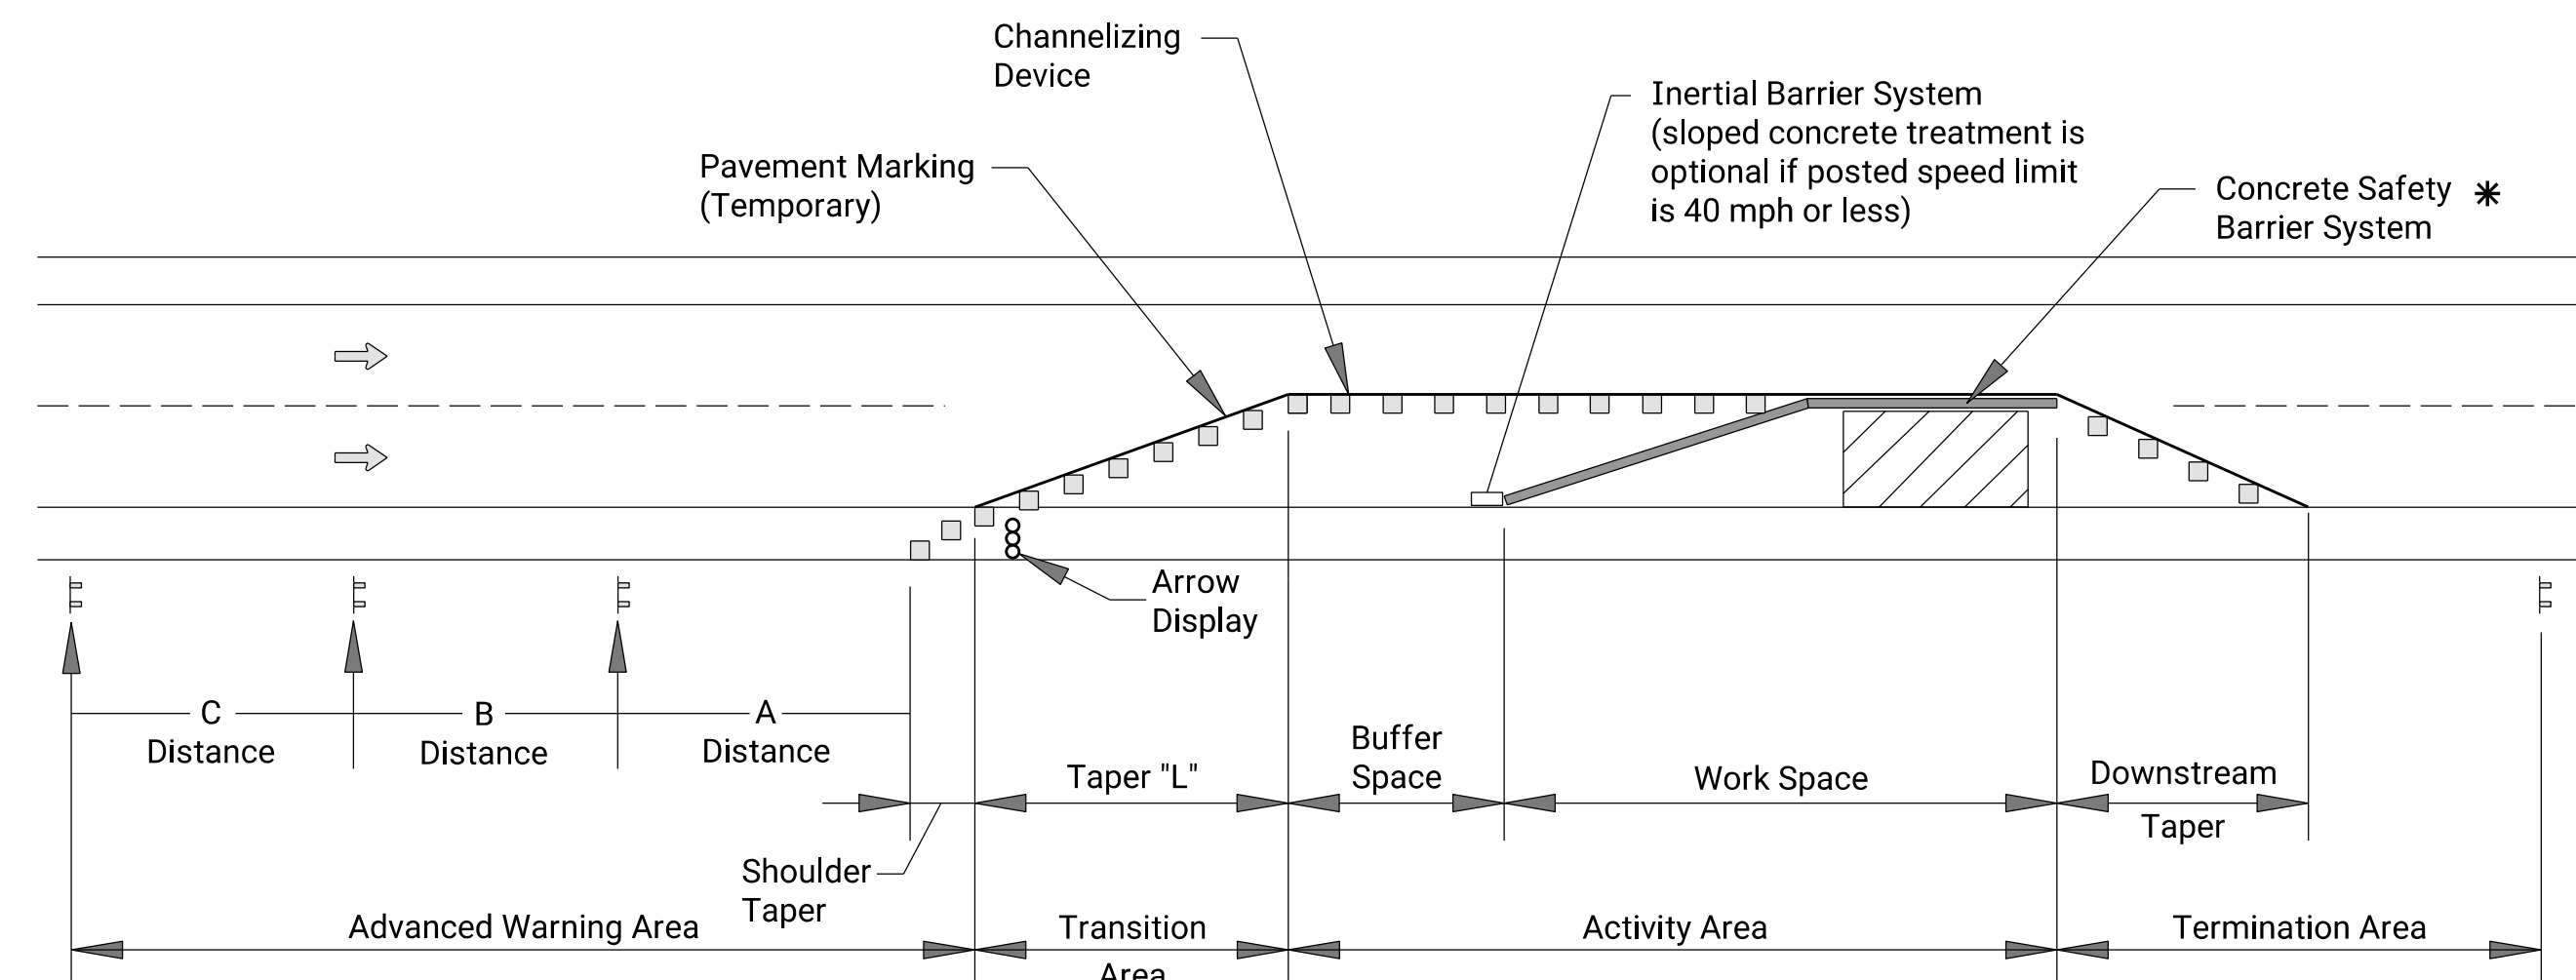 Channelizing
Device
Inertial Barrier System
(sloped concrete treatment is
optional if posted speed limit
is 40 mph or less)
Pavement Marking
(Temporary)
Concrete Safety *
Barrier System
Arrow
Display
C
Distance
B
Distance
A
Distance
Shoulder
Taper
Taper "L"
Buffer
Space
Work Space
Downstream
Taper
Advanced Warning Area
Transition
Area
Activity Area
Termination Area